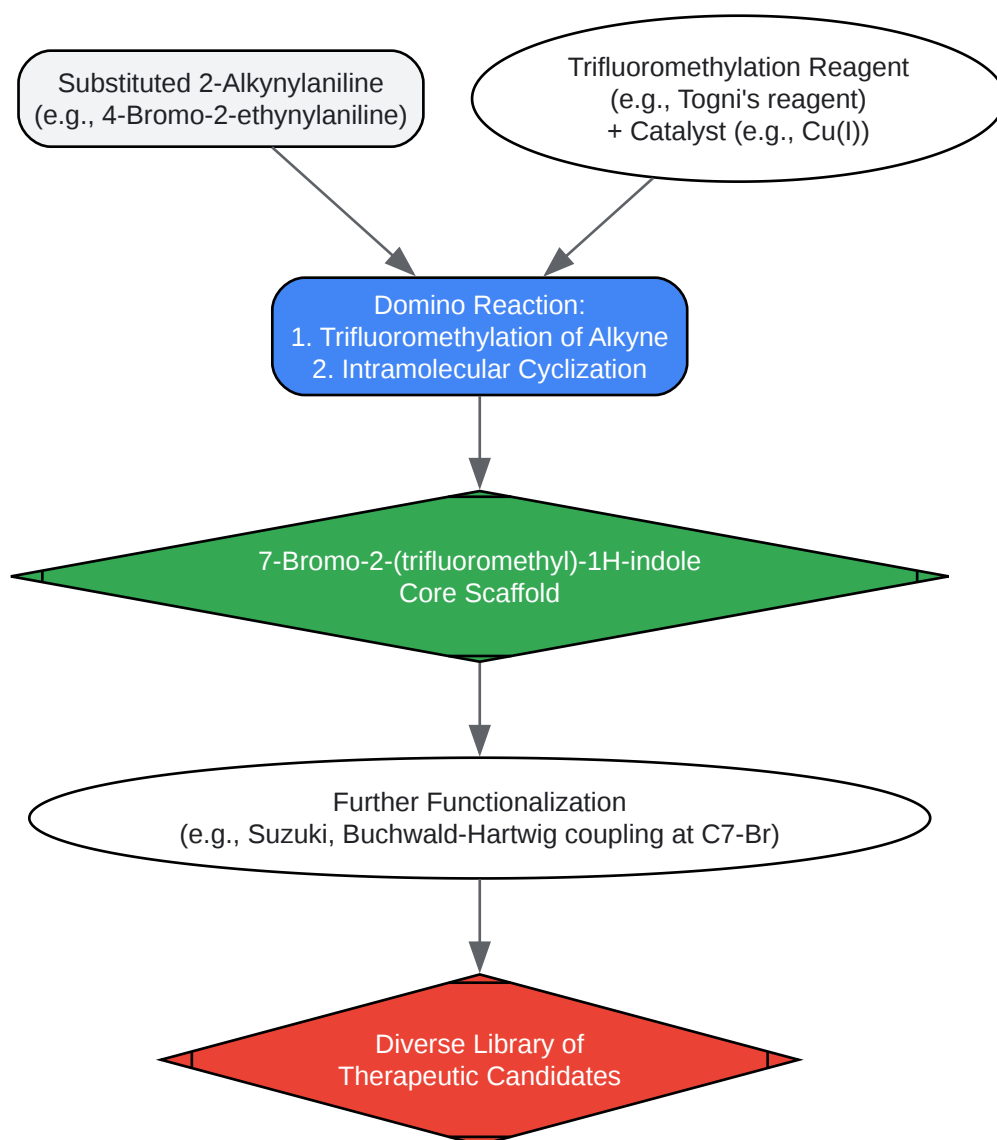 Substituted 2-Alkynylaniline
(e.g., 4-Bromo-2-ethynylaniline)
Trifluoromethylation Reagent
(e.g., Togni's reagent)
+ Catalyst (e.g., Cu(I))
Domino Reaction:
1. Trifluoromethylation of Alkyne
2. Intramolecular Cyclization
7-Bromo-2-(trifluoromethyl)-1H-indole
Core Scaffold
Further Functionalization
(e.g., Suzuki, Buchwald-Hartwig coupling at C7-Br)
Diverse Library of
Therapeutic Candidates